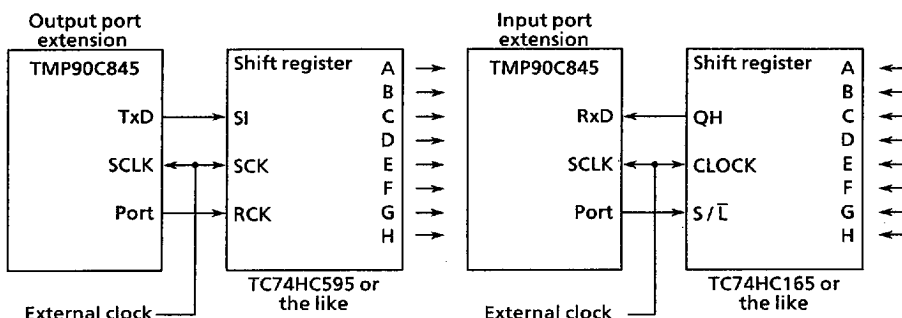 Output port
extension
TMP90C845
TxD
SCLK
Port
Shift register
SI
SCK
RCK
A
B
C
D
E
F
G
H
TC74HC595 or
the like
External clock
Input port
extension
TMP90C845
RxD
SCLK
Port
Shift register
QH
CLOCK
S / L̅
A
B
C
D
E
F
G
H
TC74HC165 or
the like
External clock